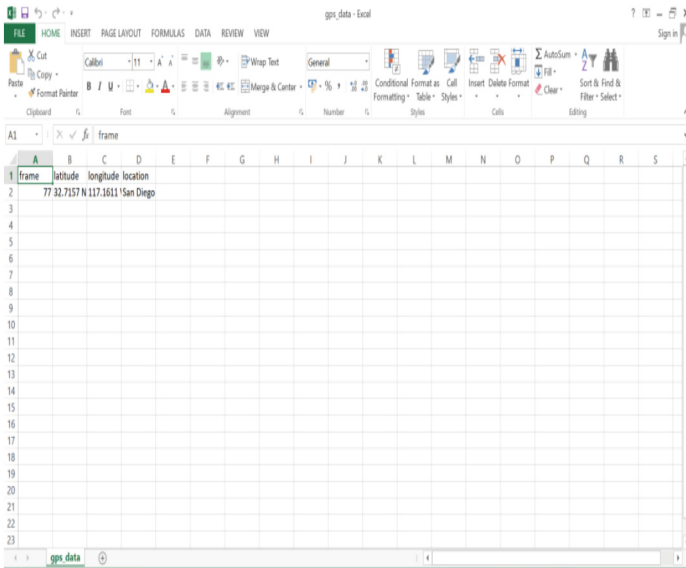 gps_data - Excel
? 
Sign in
FILE HOME INSERT PAGE LAYOUT FORMULAS DATA REVIEW VIEW
Paste
Cut
Copy
Format Painter
Clipboard
Calibri 11 A A
B I U A
Font
Wrap Text
Merge & Center
Alignment
General
% ,
Number
Conditional Formatting
Format as Table
Cell Styles
Styles
Insert Delete Format
Cells
AutoSum
Fill
Clear
Sort & Filter
Find & Select
Editing
A1 fx frame
A B C D E F G H I J K L M N O P Q R S
1 frame latitude longitude location
2 77 32.7157 N 117.1611 San Diego
3
4
5
6
7
8
9
10
11
12
13
14
15
16
17
18
19
20
21
22
23
gps_data